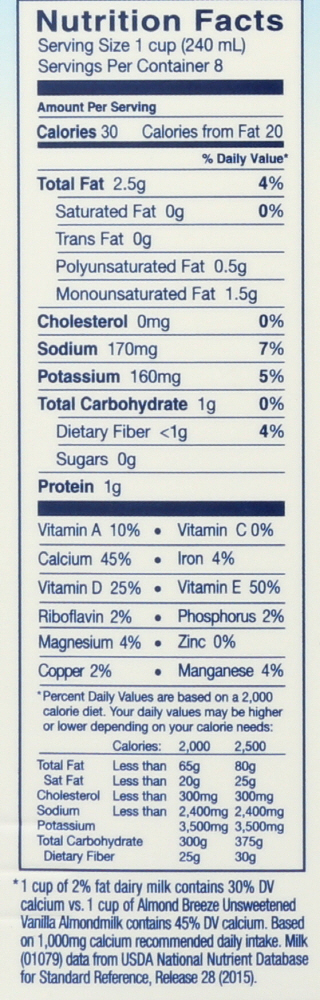 Nutrition Facts
Serving Size 1 cup (240 mL)
Servings Per Container 8
Amount Per Serving
Calories 30 Calories from Fat 20
% Daily Value*
Total Fat 2.5g 4%
Saturated Fat 0g 0%
Trans Fat 0g
Polyunsaturated Fat 0.5g
Monounsaturated Fat 1.5g
Cholesterol 0mg 0%
Sodium 170mg 7%
Potassium 160mg 5%
Total Carbohydrate 1g 0%
Dietary Fiber <1g 4%
Sugars 0g
Protein 1g
Vitamin A 10% • Vitamin C 0%
Calcium 45% • Iron 4%
Vitamin D 25% • Vitamin E 50%
Riboflavin 2% • Phosphorus 2%
Magnesium 4% • Zinc 0%
Copper 2% • Manganese 4%
*Percent Daily Values are based on a 2,000
calorie diet. Your daily values may be higher
or lower depending on your calorie needs:
Calories: 2,000 2,500
Total Fat Less than 65g 80g
Sat Fat Less than 20g 25g
Cholesterol Less than 300mg 300mg
Sodium Less than 2,400mg 2,400mg
Potassium 3,500mg 3,500mg
Total Carbohydrate 300g 375g
Dietary Fiber 25g 30g
*1 cup of 2% fat dairy milk contains 30% DV
calcium vs. 1 cup of Almond Breeze Unsweetened
Vanilla Almondmilk contains 45% DV calcium. Based
on 1,000mg calcium recommended daily intake. Milk
(01079) data from USDA National Nutrient Database
for Standard Reference, Release 28 (2015).